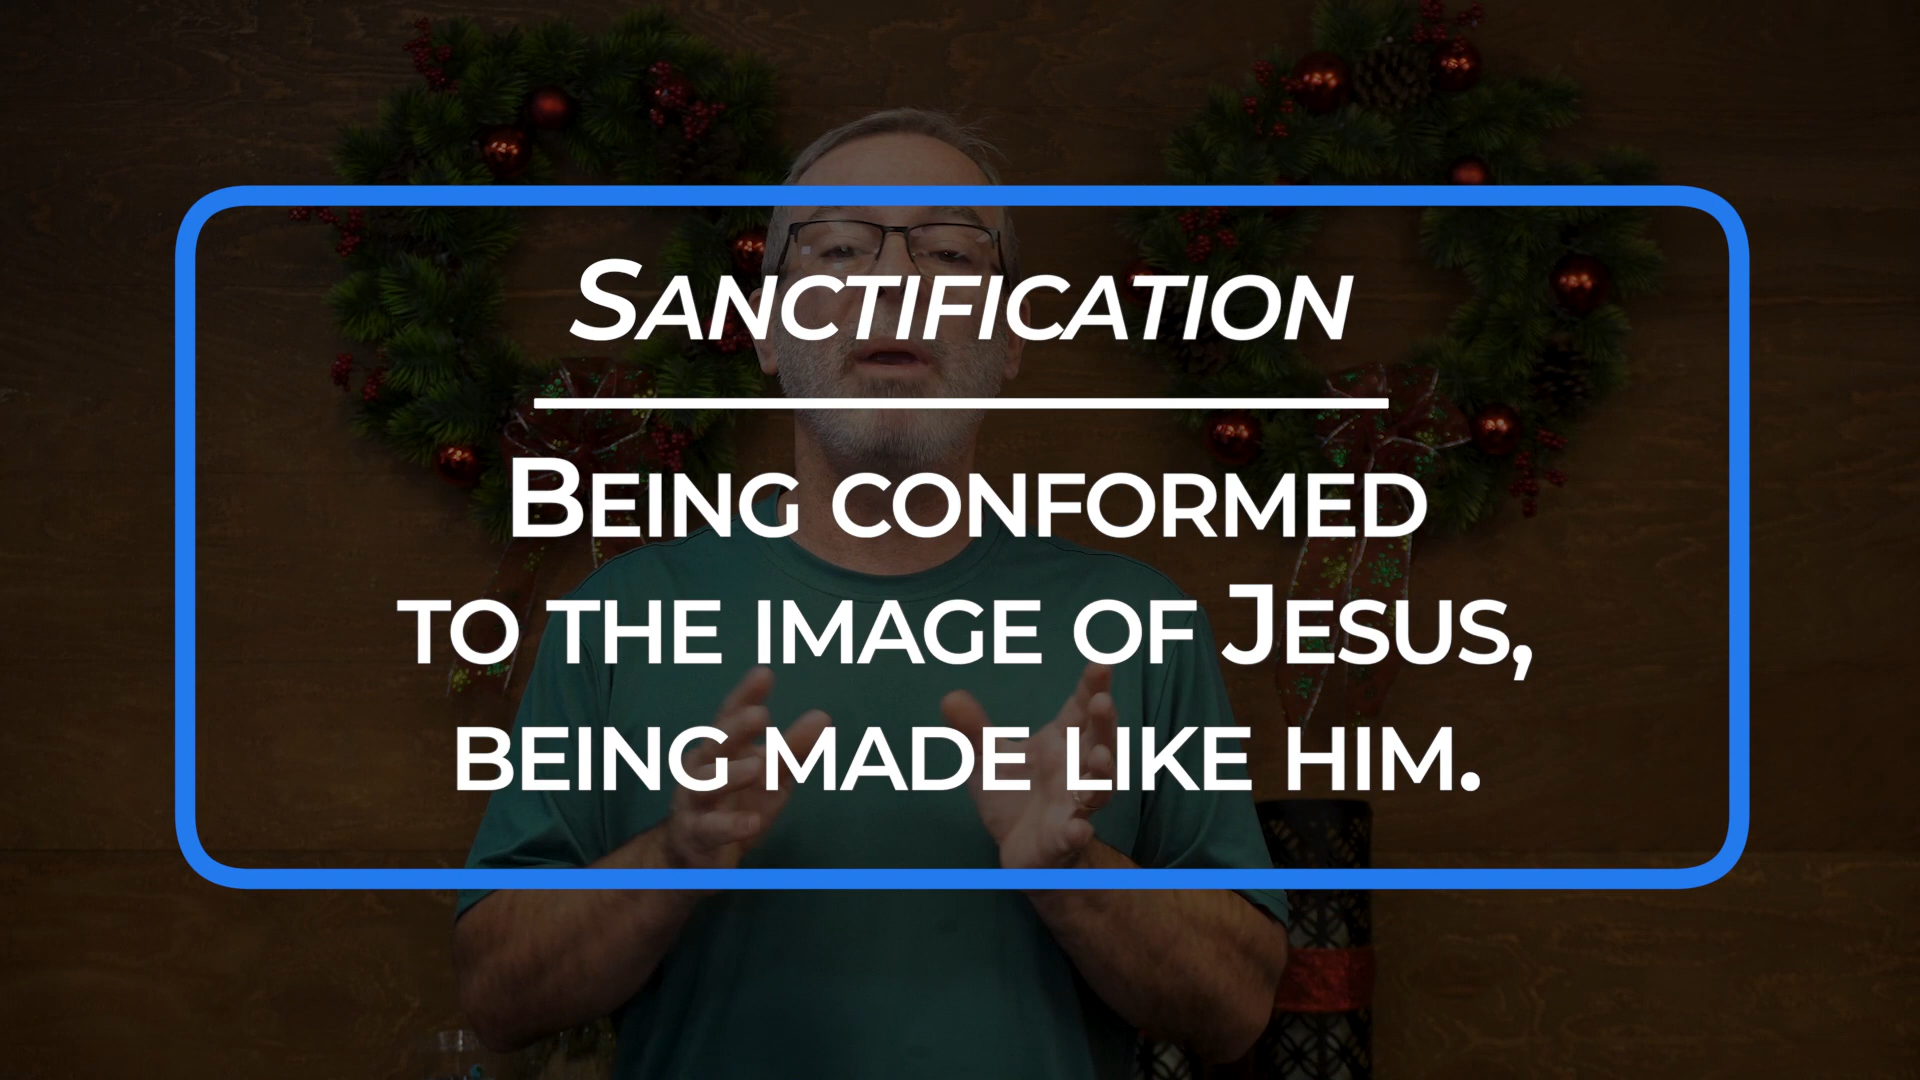 Sanctification
Being conformed
to the image of Jesus,
being made like him.